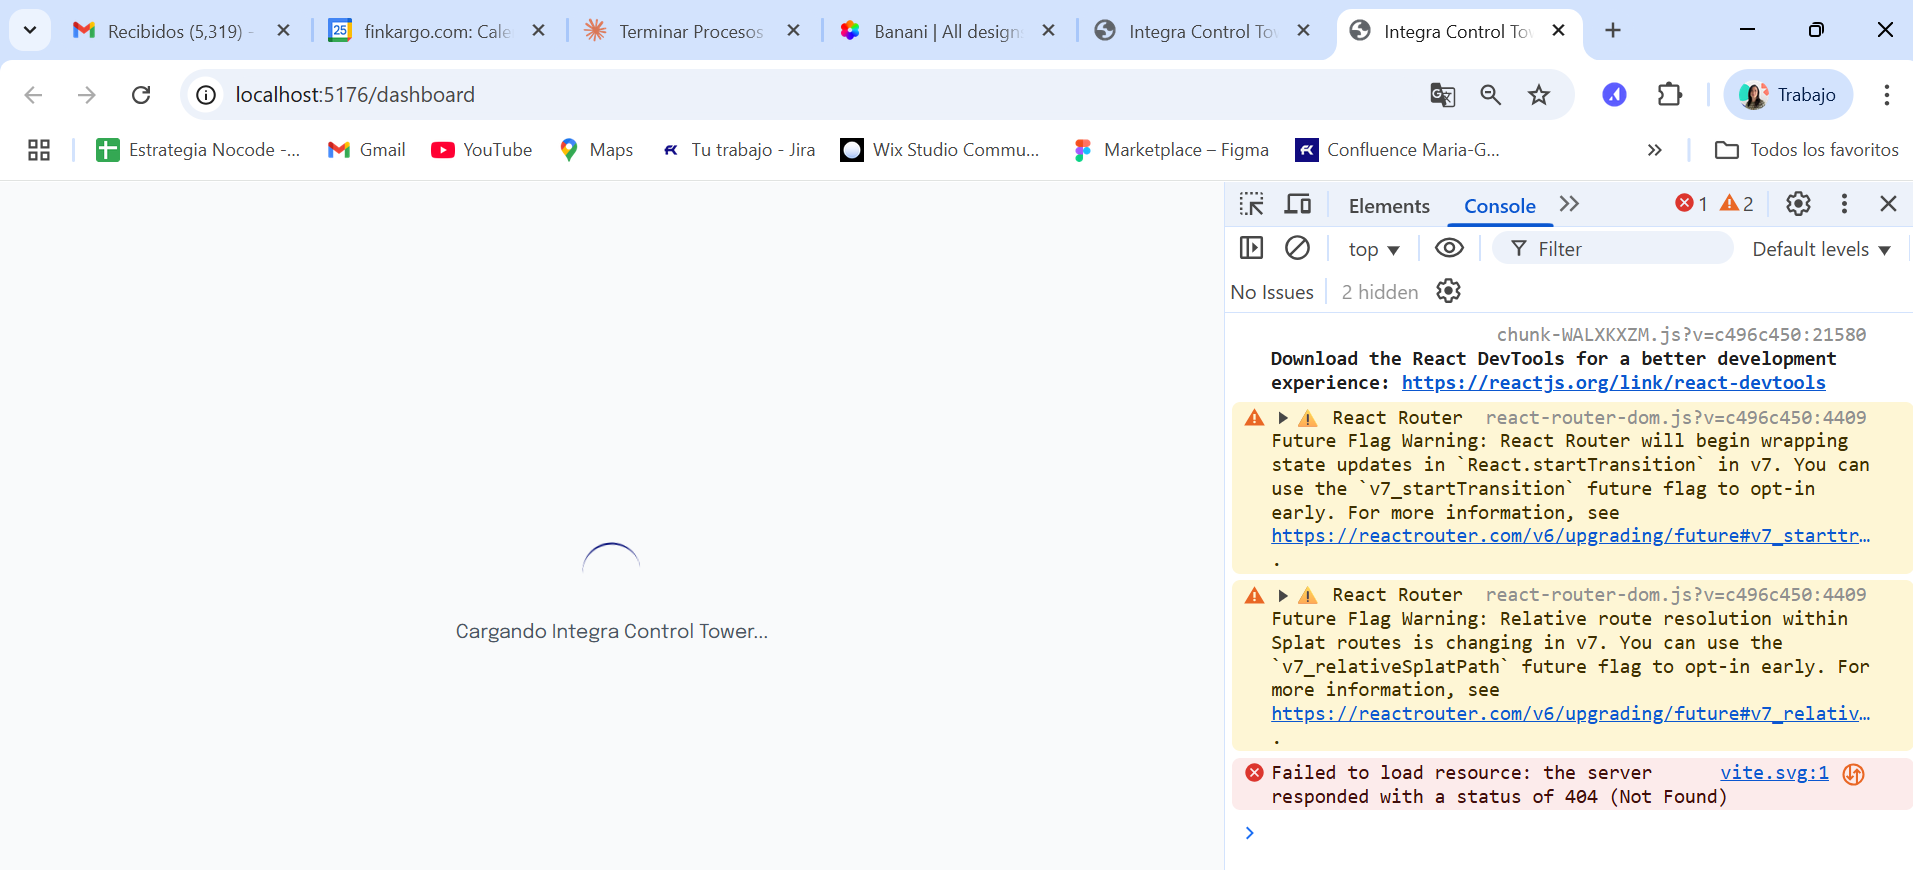 Recibidos (5,319) -
25
finkargo.com: Cale
Terminar Procesos
Banani | All design
Integra Control To
Integra Control To
localhost:5176/dashboard
Trabajo
Estrategia Nocode -...
Gmail
YouTube
Maps
Tu trabajo - Jira
Wix Studio Commu...
Marketplace – Figma
Confluence Maria-G...
Todos los favoritos
Elements
Console
1
2
top
Filter
Default levels
No Issues
2 hidden
chunk-WALXKXZM.js?v=c496c450:21580
Download the React DevTools for a better development
experience: https://reactjs.org/link/react-devtools
React Router react-router-dom.js?v=c496c450:4409
Future Flag Warning: React Router will begin wrapping
state updates in `React.startTransition` in v7. You can
use the `v7_startTransition` future flag to opt-in
early. For more information, see
https://reactrouter.com/v6/upgrading/future#v7_starttr…
.
React Router react-router-dom.js?v=c496c450:4409
Future Flag Warning: Relative route resolution within
Splat routes is changing in v7. You can use the
`v7_relativeSplatPath` future flag to opt-in early. For
more information, see
https://reactrouter.com/v6/upgrading/future#v7_relativ…
.
Failed to load resource: the server vite.svg:1
responded with a status of 404 (Not Found)
Cargando Integra Control Tower...